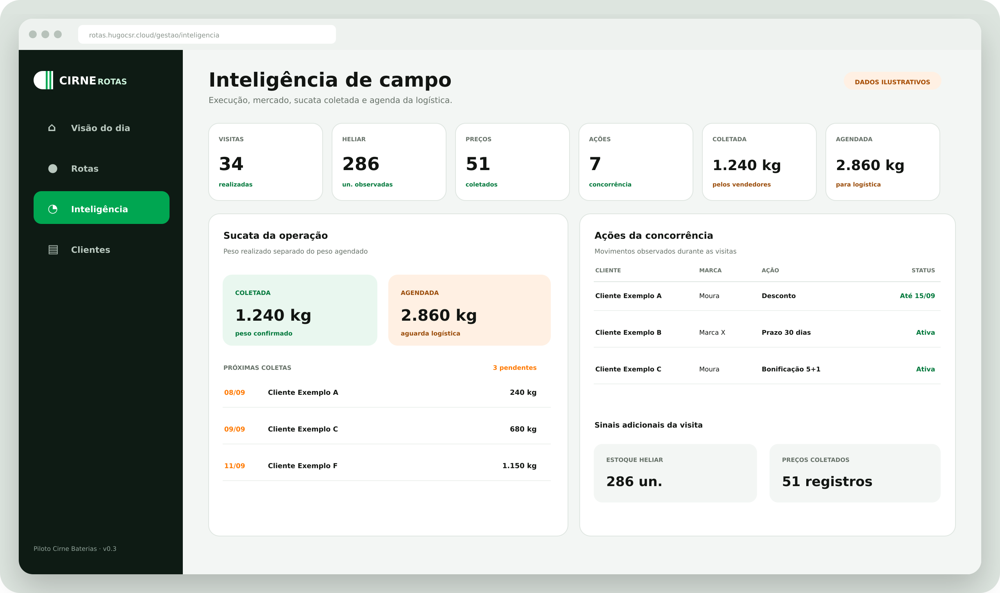 rotas.hugocsr.cloud/gestao/inteligencia
CIRNE ROTAS
Visão do dia
Rotas
Inteligência
Clientes
Piloto Cirne Baterias · v0.3
Inteligência de campo
DADOS ILUSTRATIVOS
Execução, mercado, sucata coletada e agenda da logística.
VISITAS
34
realizadas
HELIAR
286
un. observadas
PREÇOS
51
coletados
AÇÕES
7
concorrência
COLETADA
1.240 kg
pelos vendedores
AGENDADA
2.860 kg
para logística
Sucata da operação
Peso realizado separado do peso agendado
COLETADA
1.240 kg
peso confirmado
AGENDADA
2.860 kg
aguarda logística
PRÓXIMAS COLETAS 3 pendentes
08/09 Cliente Exemplo A 240 kg
09/09 Cliente Exemplo C 680 kg
11/09 Cliente Exemplo F 1.150 kg
Ações da concorrência
Movimentos observados durante as visitas
CLIENTE MARCA AÇÃO STATUS
Cliente Exemplo A Moura Desconto Até 15/09
Cliente Exemplo B Marca X Prazo 30 dias Ativa
Cliente Exemplo C Moura Bonificação 5+1 Ativa
Sinais adicionais da visita
ESTOQUE HELIAR
286 un.
PREÇOS COLETADOS
51 registros